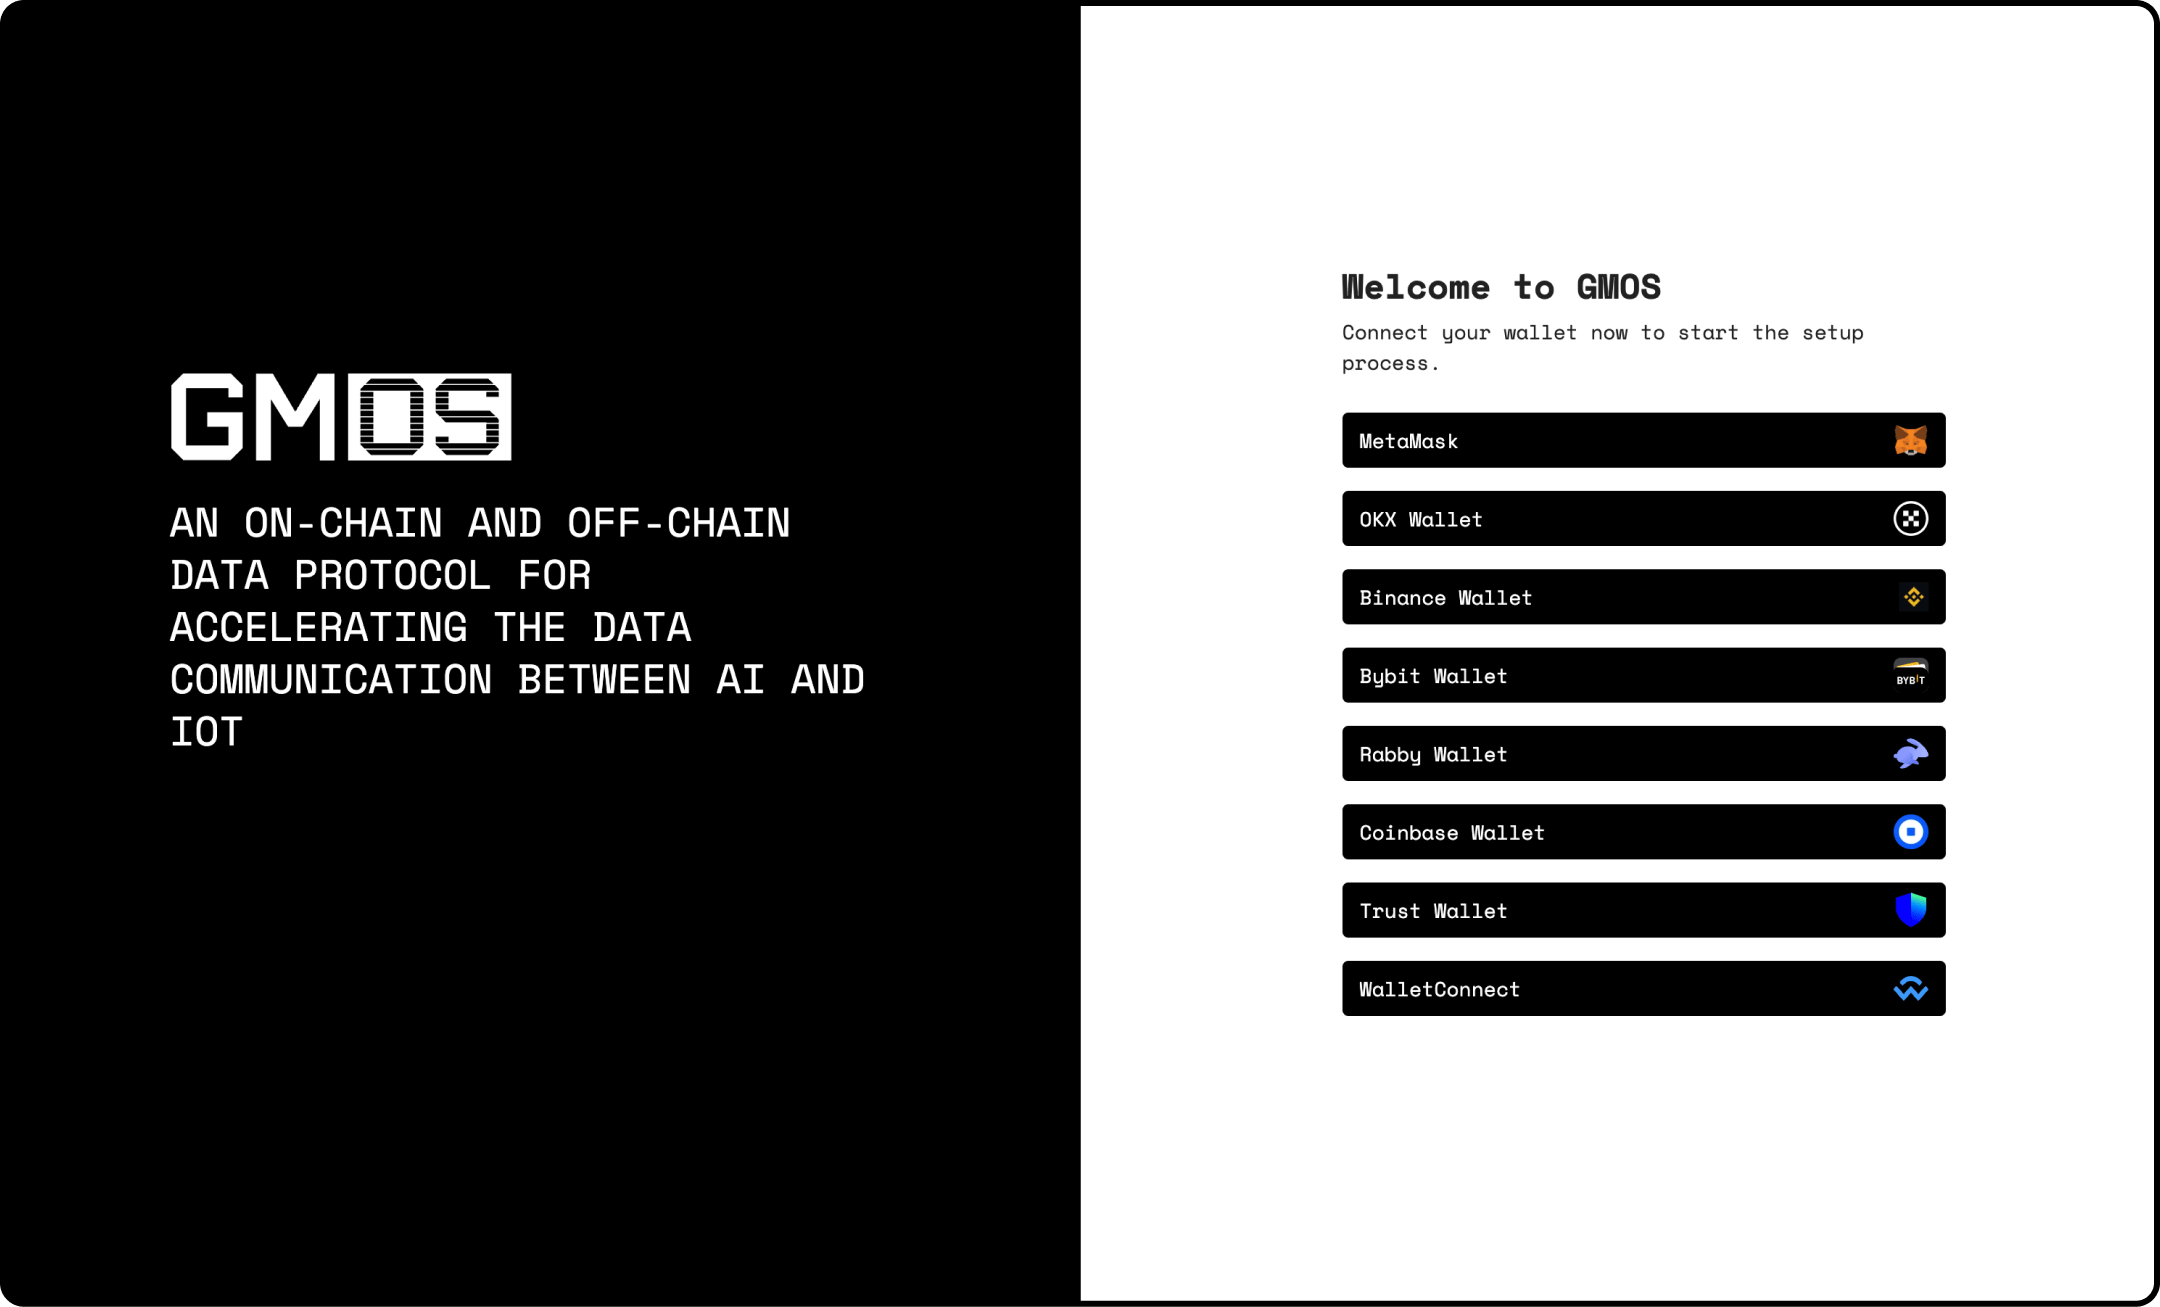 GMOS
AN ON-CHAIN AND OFF-CHAIN
DATA PROTOCOL FOR
ACCELERATING THE DATA
COMMUNICATION BETWEEN AI AND
IOT
Welcome to GMOS
Connect your wallet now to start the setup
process.
MetaMask
OKX Wallet
Binance Wallet
Bybit Wallet
BYBIT
Rabby Wallet
Coinbase Wallet
Trust Wallet
WalletConnect